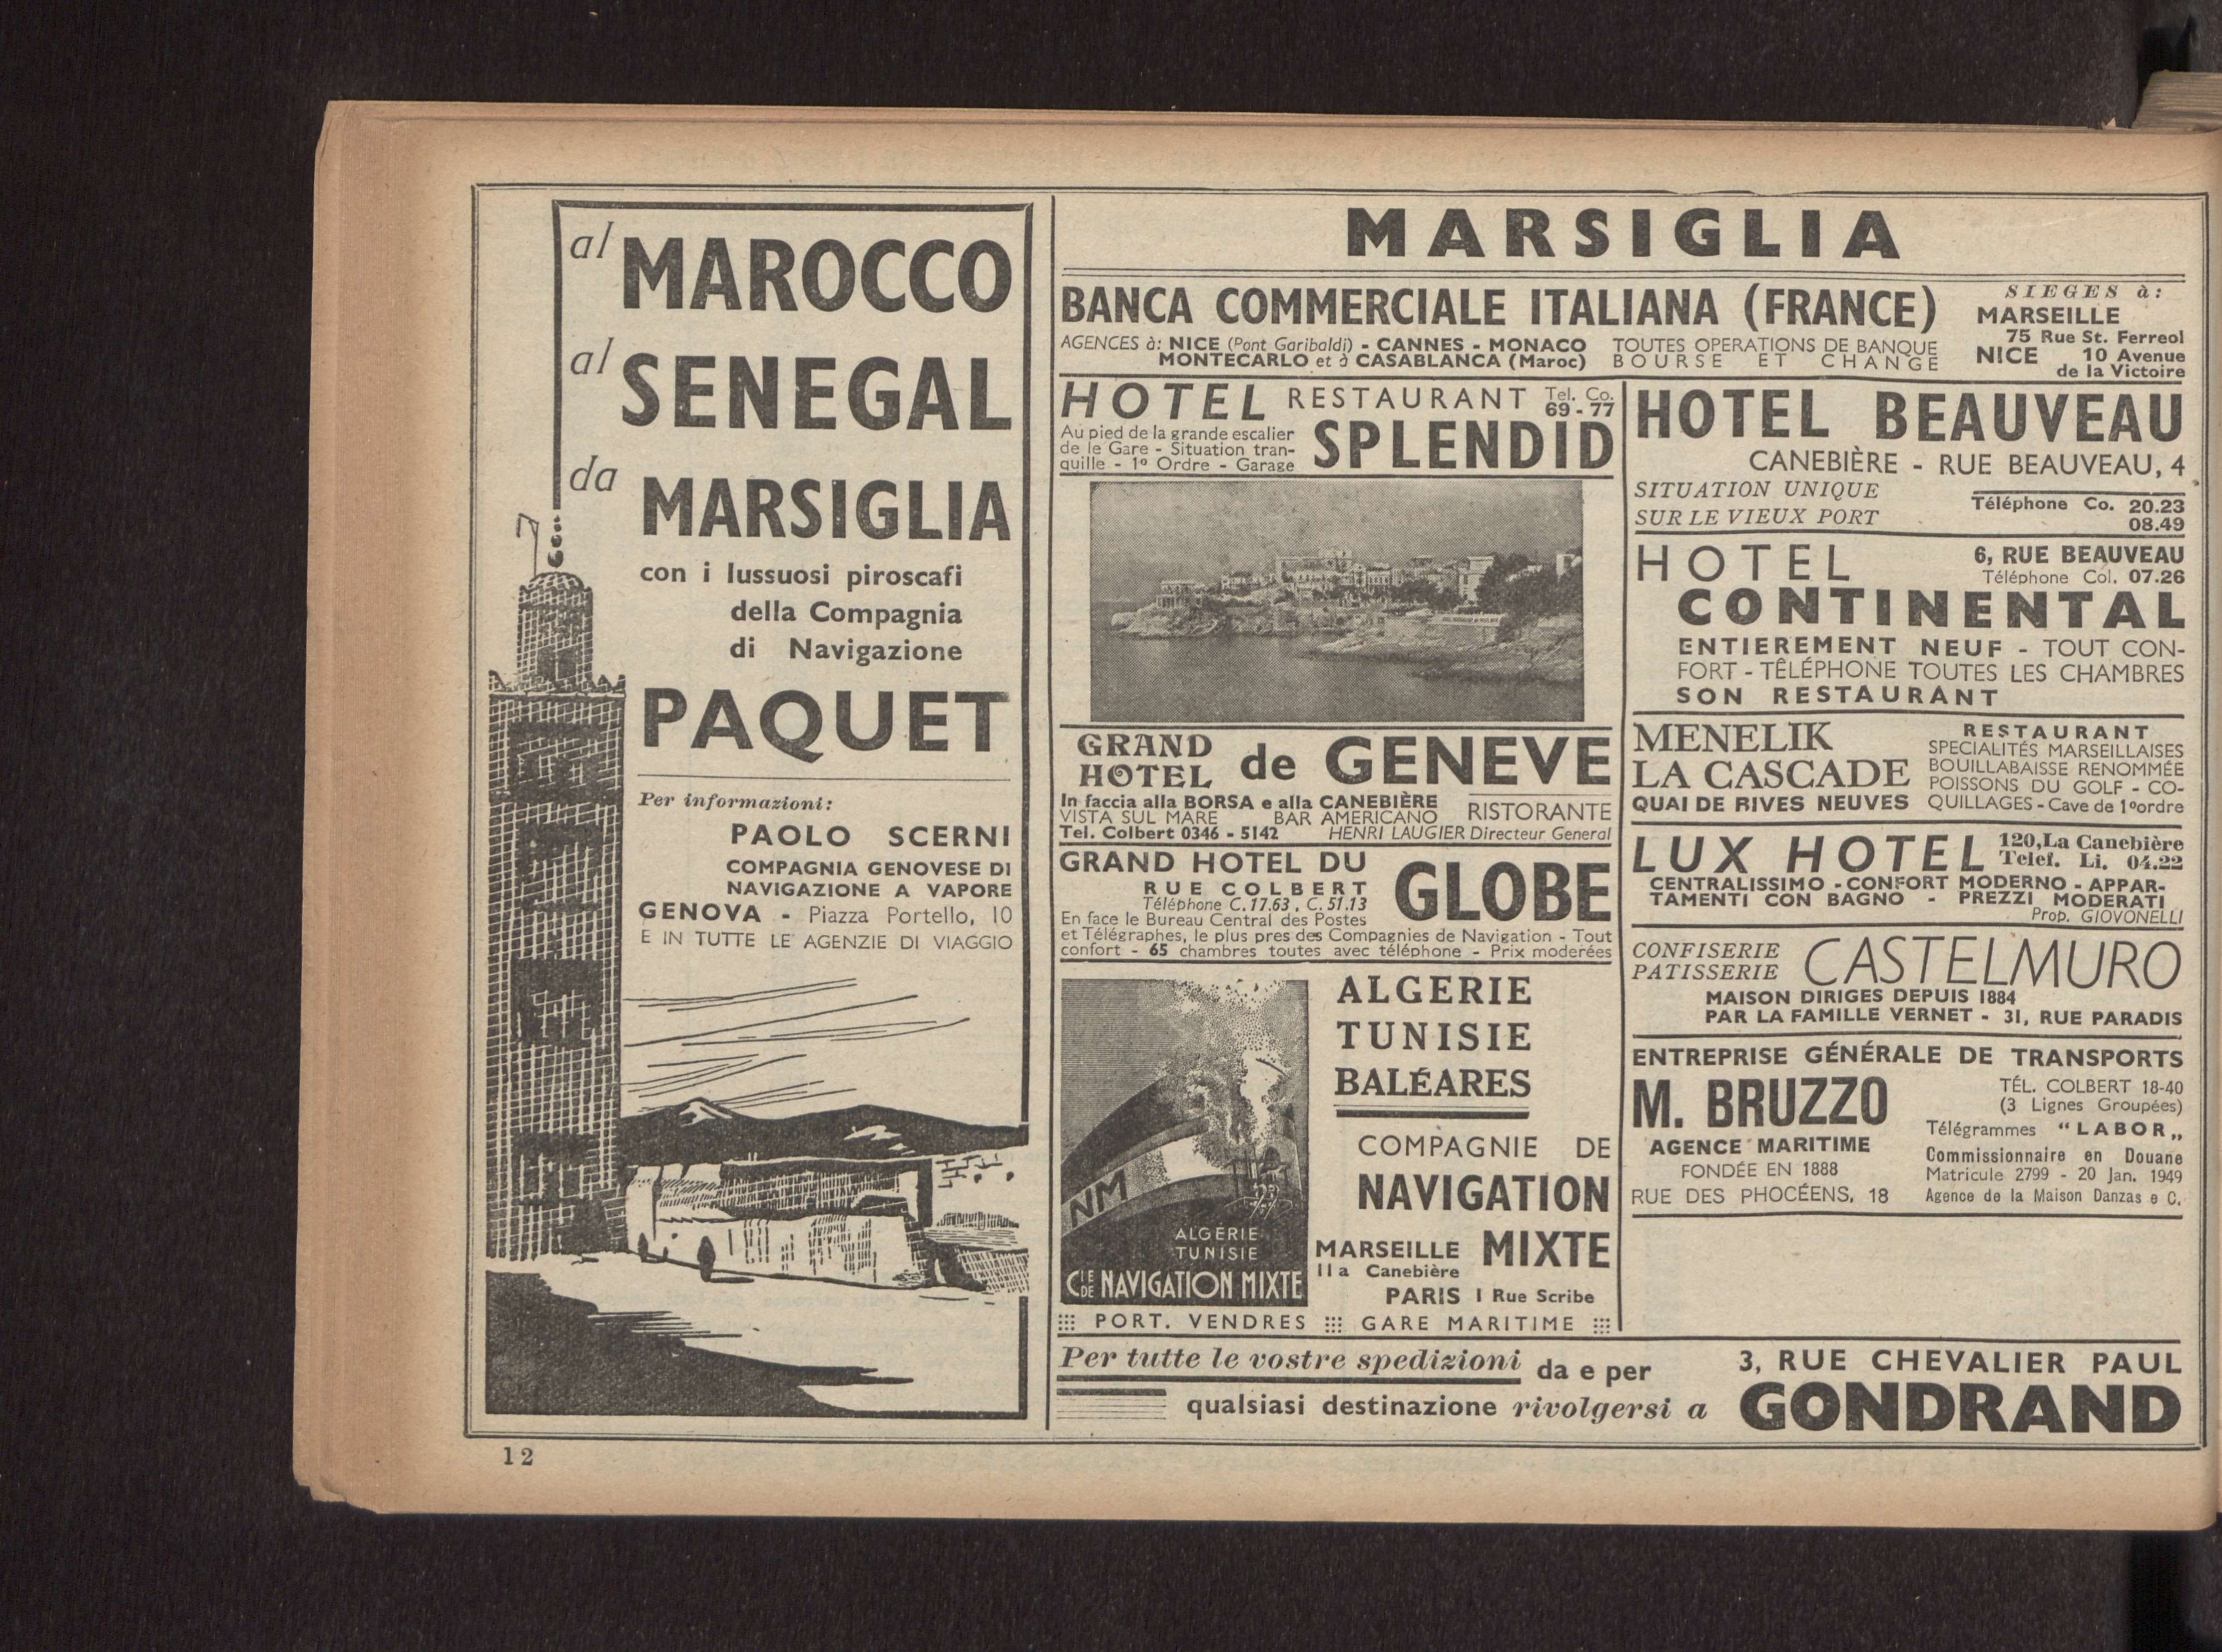 al MAROCCO
al SENEGAL
da MARSIGLIA
con i lussuosi piroscafi
della Compagnia
di Navigazione
PAQUET
Per informazioni:
PAOLO SCERNI
COMPAGNIA GENOVESE DI
NAVIGAZIONE A VAPORE
GENOVA - Piazza Portello, 10
E IN TUTTE LE AGENZIE DI VIAGGIO
MARSIGLIA
BANCA COMMERCIALE ITALIANA (FRANCE)
AGENCES à: NICE (Pont Garibaldi) - CANNES - MONACO
MONTECARLO et à CASABLANCA (Maroc)
TOUTES OPERATIONS DE BANQUE
BOURSE ET CHANGE
SIEGES à:
MARSEILLE
75 Rue St. Ferreol
NICE 10 Avenue
de la Victoire
HOTEL RESTAURANT Tel. Co.
69-77
Au pied de la grande escalier
de le Gare - Situation tran-
quille - 1º Ordre - Garage
SPLENDID
GRAND
HOTEL de GENEVE
In faccia alla BORSA e alla CANEBIÈRE
VISTA SUL MARE BAR AMERICANO
RISTORANTE
Tel. Colbert 0346 - 5142 HENRI LAUGIER Directeur General
GRAND HOTEL DU
GLOBE
RUE COLBERT
Téléphone C. 17.63, C. 51.13
En face le Bureau Central des Postes
et Télégraphes, le plus pres des Compagnies de Navigation - Tout
confort - 65 chambres toutes avec téléphone - Prix moderées
NM
ALGÉRIE
TUNISIE
CIE DE NAVIGATION MIXTE
ALGERIE
TUNISIE
BALÉARES
COMPAGNIE DE
NAVIGATION
MIXTE
MARSEILLE
11a Canebière
PARIS 1 Rue Scribe
PORT. VENDRES GARE MARITIME
HOTEL BEAUVEAU
CANEBIÈRE - RUE BEAUVEAU, 4
SITUATION UNIQUE
SUR LE VIEUX PORT
Téléphone Co. 20.23
08.49
HOTEL 6, RUE BEAUVEAU
Téléphone Col. 07.26
CONTINENTAL
ENTIEREMENT NEUF - TOUT CON-
FORT - TÊLÉPHONE TOUTES LES CHAMBRES
SON RESTAURANT
MENELIK
LA CASCADE
QUAI DE RIVES NEUVES
RESTAURANT
SPECIALITÉS MARSEILLAISES
BOUILLABAISSE RENOMMÉE
POISSONS DU GOLF - CO-
QUILLAGES - Cave de 1º ordre
LUX HOTEL 120, La Canebière
Telef. Li. 04.22
CENTRALISSIMO - CONFORT MODERNO - APPAR-
TAMENTI CON BAGNO - PREZZI MODERATI
Prop. GIOVONELLI
CONFISERIE
PATISSERIE CASTELMURO
MAISON DIRIGES DEPUIS 1884
PAR LA FAMILLE VERNET - 31, RUE PARADIS
ENTREPRISE GÉNÉRALE DE TRANSPORTS
M. BRUZZO
AGENCE MARITIME
FONDÉE EN 1888
RUE DES PHOCÉENS, 18
TÉL. COLBERT 18-40
(3 Lignes Groupées)
Télégrammes "LABOR„
Commissionnaire en Douane
Matricule 2799 - 20 Jan. 1949
Agence de la Maison Danzas e C.
Per tutte le vostre spedizioni da e per
qualsiasi destinazione rivolgersi a
3, RUE CHEVALIER PAUL
GONDRAND
12